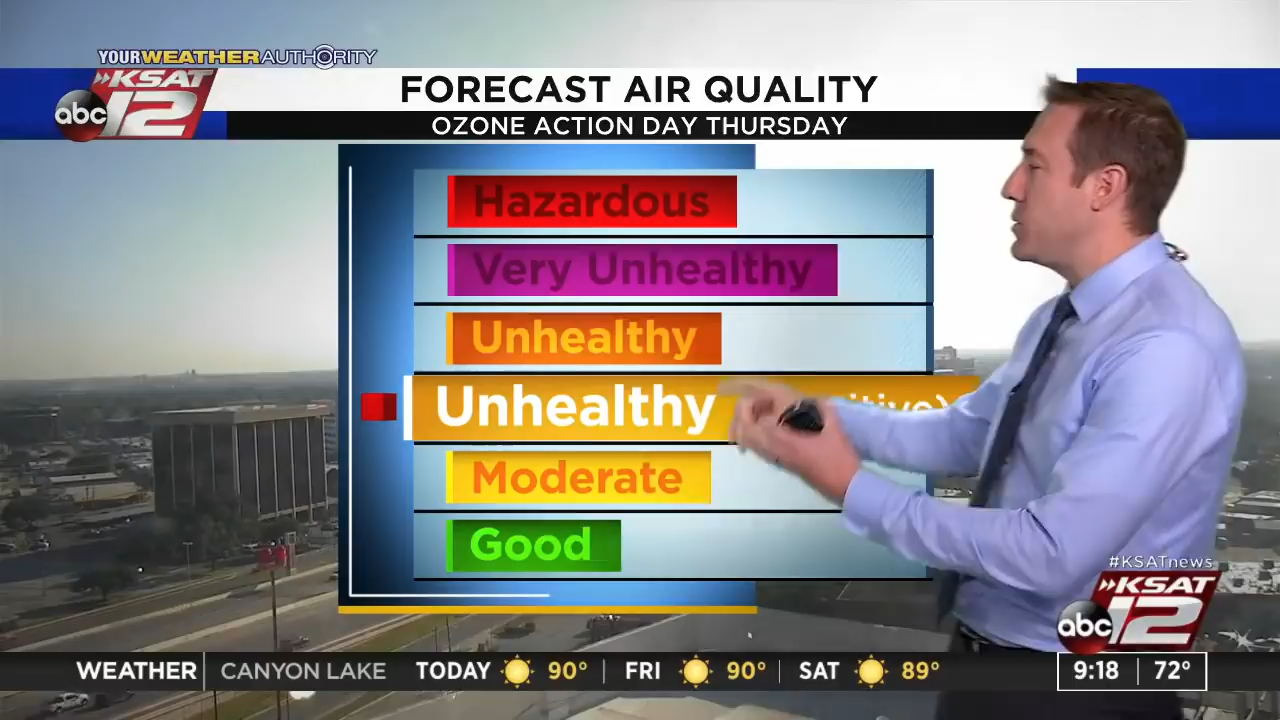 YOURWEATHERAUTHORITY
KSAT
abc 12
FORECAST AIR QUALITY
OZONE ACTION DAY THURSDAY
Hazardous
Very Unhealthy
Unhealthy
Unhealthy
Moderate
Good
#KSATnews
KSAT
abc 12
WEATHER CANYON LAKE TODAY 90° FRI 90° SAT 89° 9:18 72°